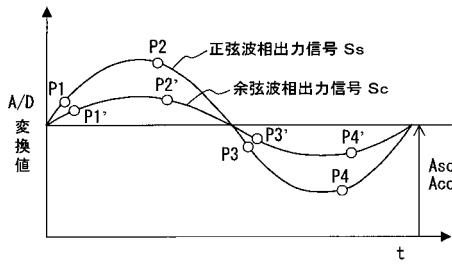 P2
正弦波相出力信号 Ss
P1
P2'
余弦波相出力信号 Sc
A/D
変換値
P1'
P3'
P4'
P3
P4
Asc
Acc
t